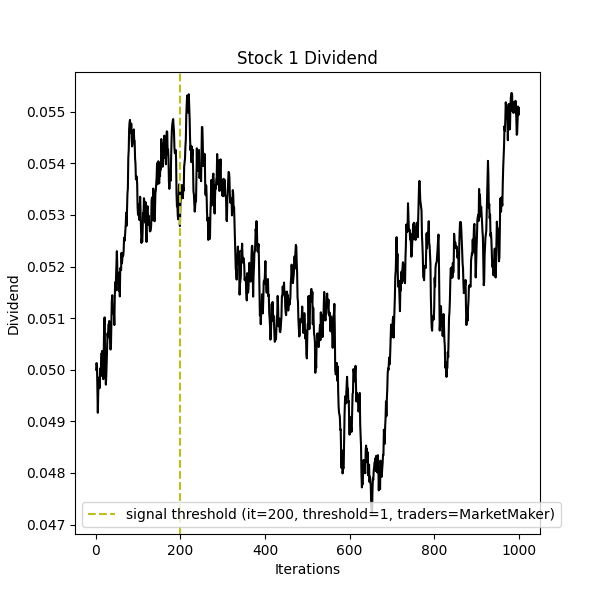 Stock 1 Dividend
Dividend
0.055
0.054
0.053
0.052
0.051
0.050
0.049
0.048
0.047
signal threshold (it=200, threshold=1, traders=MarketMaker)
0 200 400 600 800 1000
Iterations